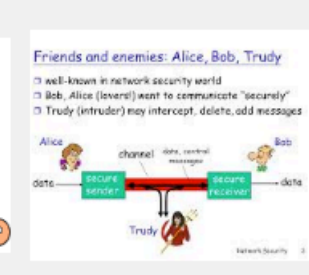 Friends and enemies: Alice, Bob, Trudy
well-known in network security world
Bob, Alice (lovers!) want to communicate "securely"
Trudy (intruder) may intercept, delete, add messages
Alice
Bob
channel
data, control
messages
data
secure
sender
secure
receiver
data
Trudy
Network Security